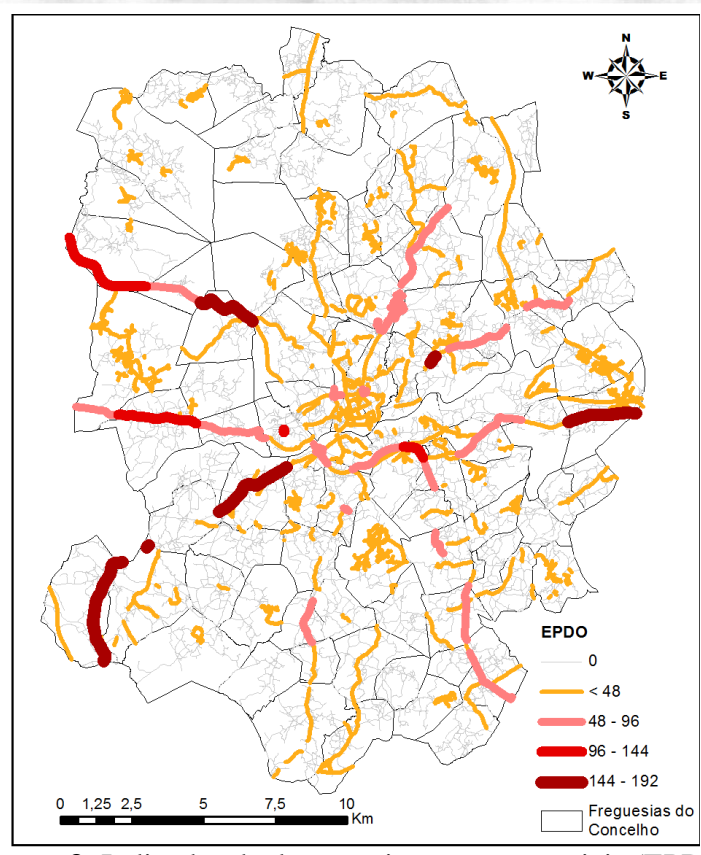 N
W E
S
EPDO
0
< 48
48 - 96
96 - 144
144 - 192
Freguesias do
Concelho
0 1,25 2,5 5 7,5 10
Km